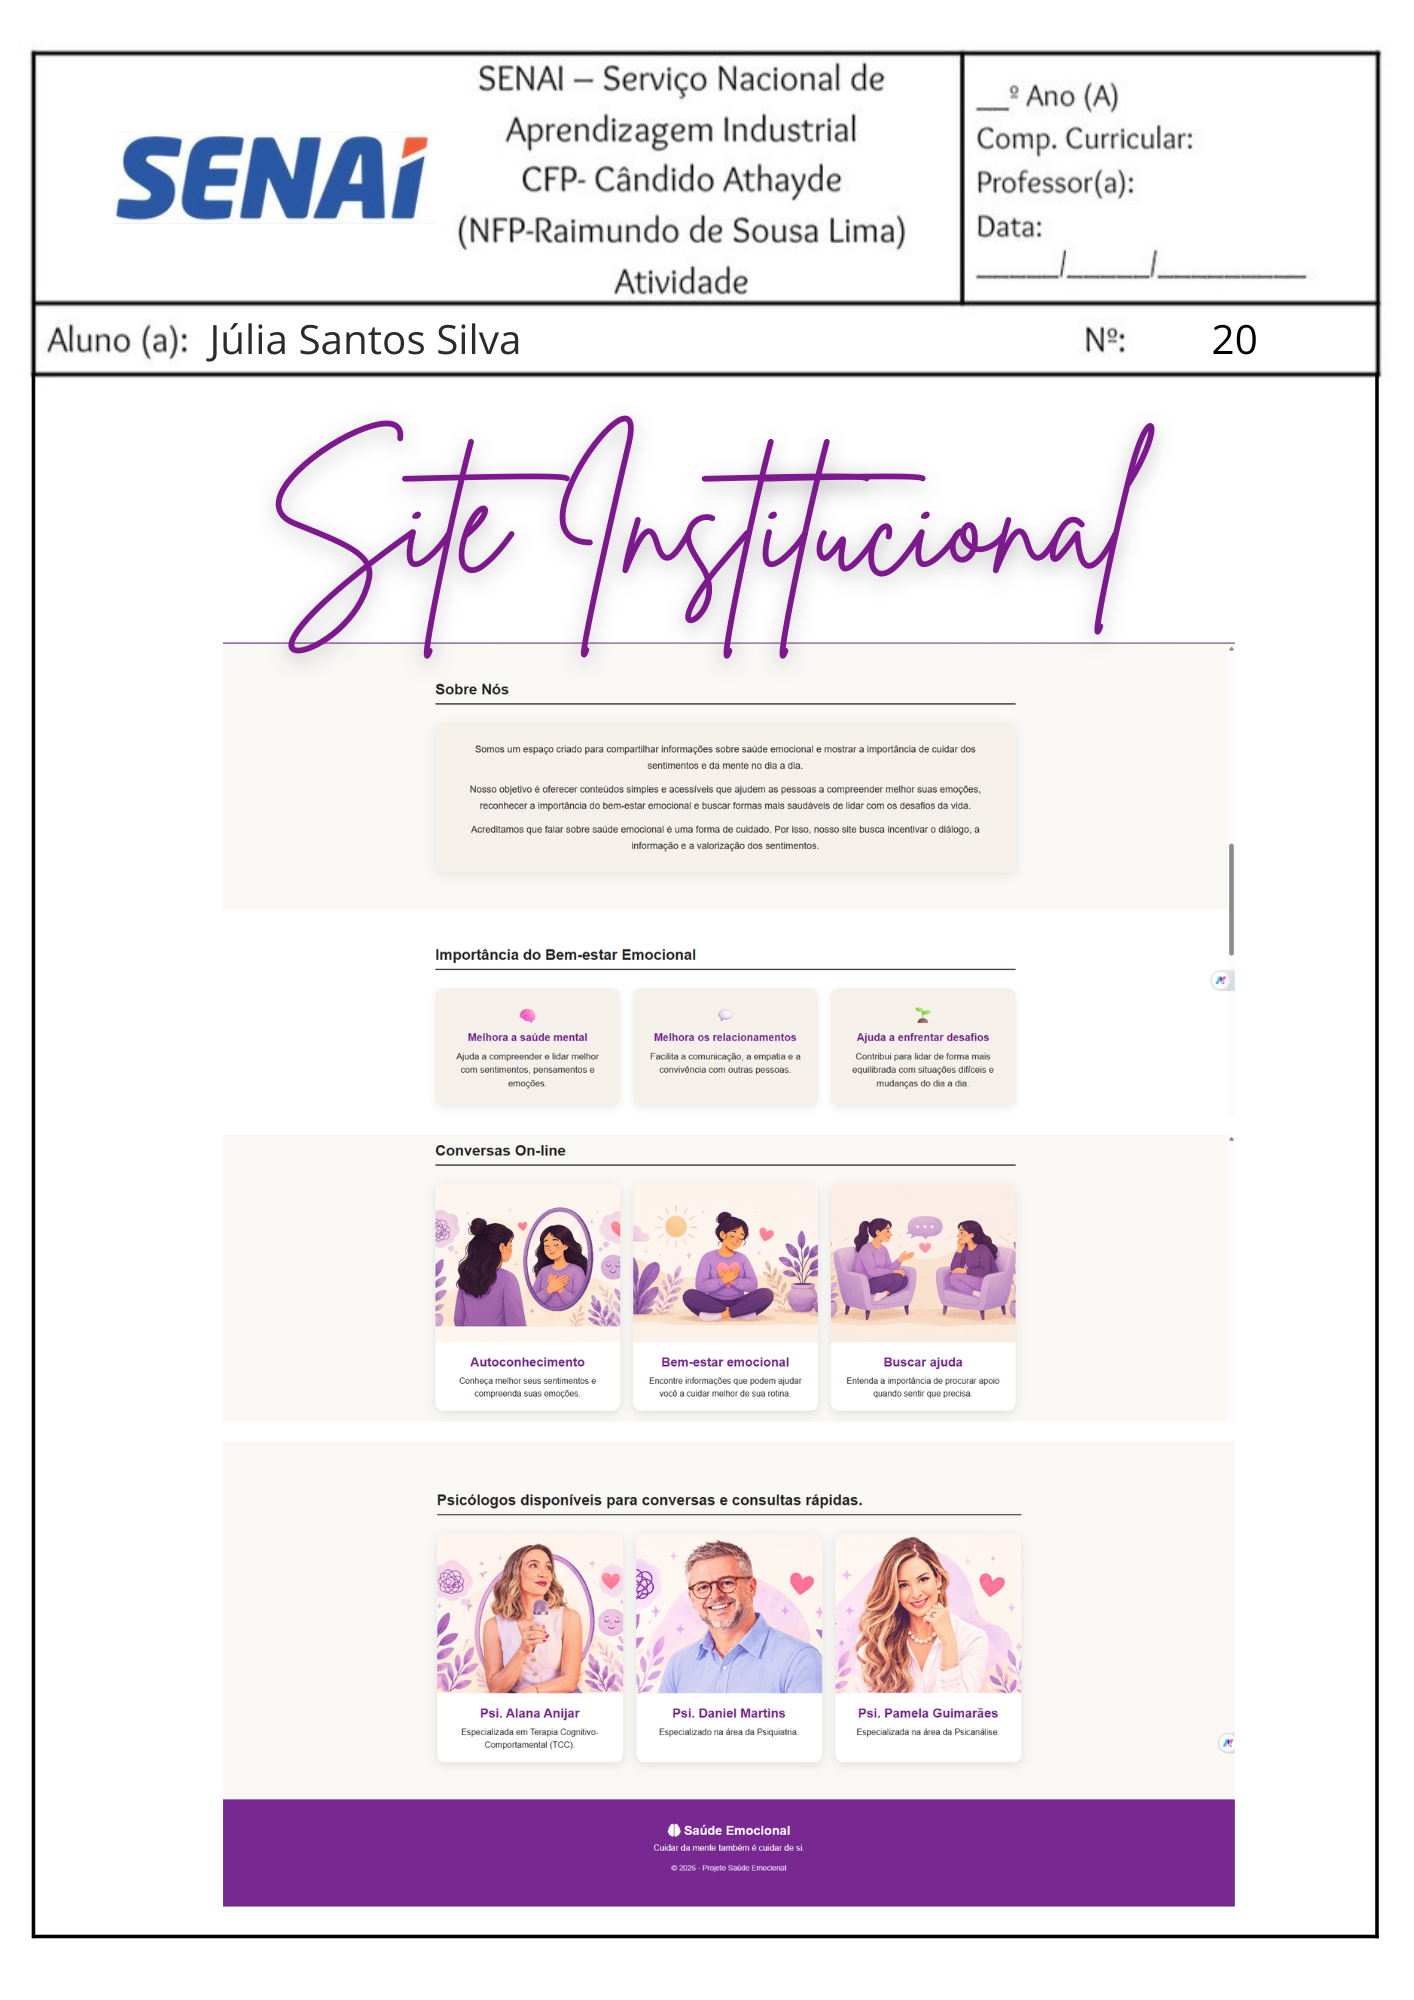 SENAI
SENAI – Serviço Nacional de
Aprendizagem Industrial
CFP- Cândido Athayde
(NFP-Raimundo de Sousa Lima)
Atividade
__º Ano (A)
Comp. Curricular:
Professor(a):
Data:
_____/_____/_________
Aluno (a): Júlia Santos Silva Nº: 20
Site Institucional
Sobre Nós
Somos um espaço criado para compartilhar informações sobre saúde emocional e mostrar a importância de cuidar dos
sentimentos e da mente no dia a dia.
Nosso objetivo é oferecer conteúdos simples e acessíveis que ajudem as pessoas a compreender melhor suas emoções,
reconhecer a importância do bem-estar emocional e buscar formas mais saudáveis de lidar com os desafios da vida.
Acreditamos que falar sobre saúde emocional é uma forma de cuidado. Por isso, nosso site busca incentivar o diálogo, a
informação e a valorização dos sentimentos.
Importância do Bem-estar Emocional
Melhora a saúde mental
Ajuda a compreender e lidar melhor
com sentimentos, pensamentos e
emoções.
Melhora os relacionamentos
Facilita a comunicação, a empatia e a
convivência com outras pessoas.
Ajuda a enfrentar desafios
Contribui para lidar de forma mais
equilibrada com situações difíceis e
mudanças do dia a dia.
Conversas On-line
Autoconhecimento
Conheça melhor seus sentimentos e
compreenda suas emoções.
Bem-estar emocional
Encontre informações que podem ajudar
você a cuidar melhor de sua rotina.
Buscar ajuda
Entenda a importância de procurar apoio
quando sentir que precisa.
Psicólogos disponíveis para conversas e consultas rápidas.
Psi. Alana Anijar
Especializada em Terapia Cognitivo-
Comportamental (TCC).
Psi. Daniel Martins
Especializado na área da Psiquiatria.
Psi. Pamela Guimarães
Especializada na área da Psicanálise.
Saúde Emocional
Cuidar da mente também é cuidar de si.
© 2026 - Projeto Saúde Emocional